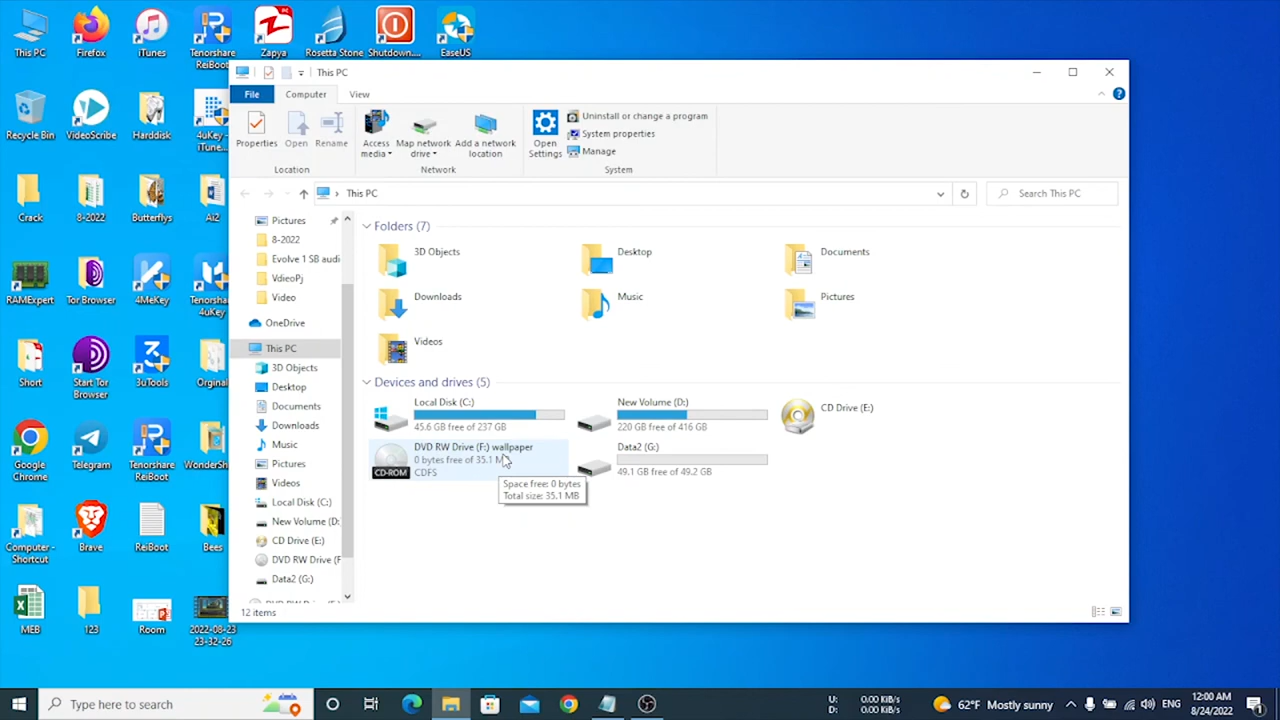 This PC
Firefox
iTunes
Tenorshare
ReiBoot
Zapya
Rosetta Stone
Shutdown....
EaseUS
Recycle Bin
VideoScribe
Harddisk
4uKey -
iTune...
Crack
8-2022
Butterflys
Ai2
RAMExpert
Tor Browser
4MeKey
Tenorshare
4uKey
Short
Start Tor
Browser
3uTools
Orginal
Google
Chrome
Telegram
Tenorshare
ReiBoot
WonderSh
Computer -
Shortcut
Brave
ReiBoot
Bees
MEB
123
Room
2022-08-23
23-32-26
This PC
File
Computer
View
Properties
Open
Rename
Location
Access
media
Map network
drive
Add a network
location
Network
Open
Settings
Uninstall or change a program
System properties
Manage
System
This PC
Search This PC
Pictures
8-2022
Evolve 1 SB audi
VdieoPj
Video
OneDrive
This PC
3D Objects
Desktop
Documents
Downloads
Music
Pictures
Videos
Local Disk (C:)
New Volume (D:
CD Drive (E:)
DVD RW Drive (F
Data2 (G:)
Folders (7)
3D Objects
Desktop
Documents
Downloads
Music
Pictures
Videos
Devices and drives (5)
Local Disk (C:)
45.6 GB free of 237 GB
New Volume (D:)
220 GB free of 416 GB
CD Drive (E:)
CD-ROM
DVD RW Drive (F:) wallpaper
0 bytes free of 35.1 M
CDFS
Data2 (G:)
49.1 GB free of 49.2 GB
Space free: 0 bytes
Total size: 35.1 MB
12 items
Type here to search
U: 0.00 KiB/s
D: 0.00 KiB/s
62°F Mostly sunny
12:00 AM
8/24/2022